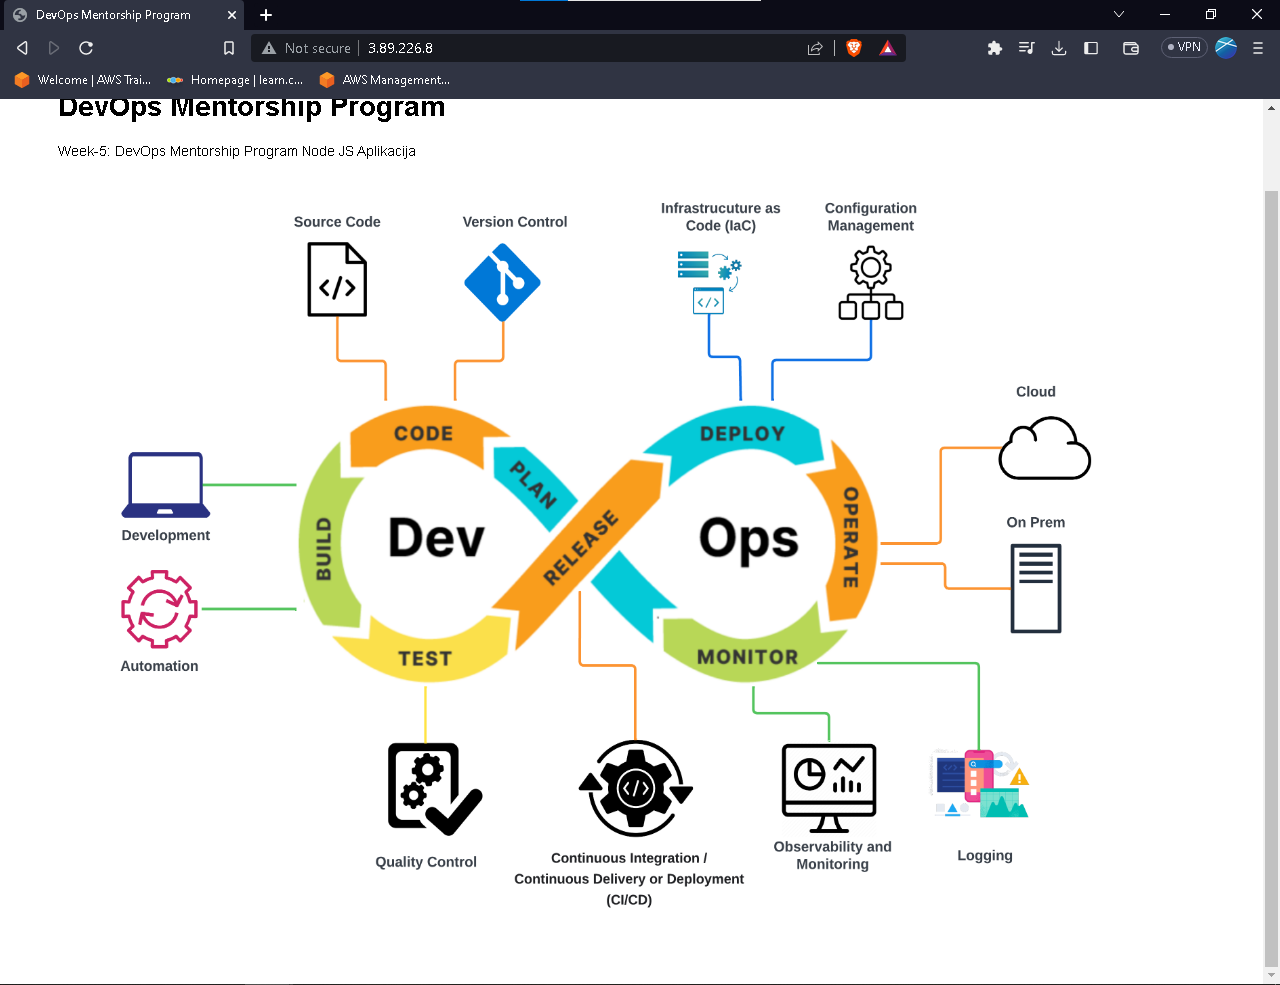 DevOps Mentorship Program
Not secure
3.89.226.8
VPN
Welcome | AWS Trai...
Homepage | learn.c...
AWS Management...
DevOps Mentorship Program
Week-5: DevOps Mentorship Program Node JS Aplikacija
Source Code
Version Control
Infrastrucuture as
Code (IaC)
Configuration
Management
Cloud
On Prem
Development
Automation
CODE
PLAN
BUILD
TEST
RELEASE
DEPLOY
OPERATE
MONITOR
Dev
Ops
Quality Control
Continuous Integration /
Continuous Delivery or Deployment
(CI/CD)
Observability and
Monitoring
Logging